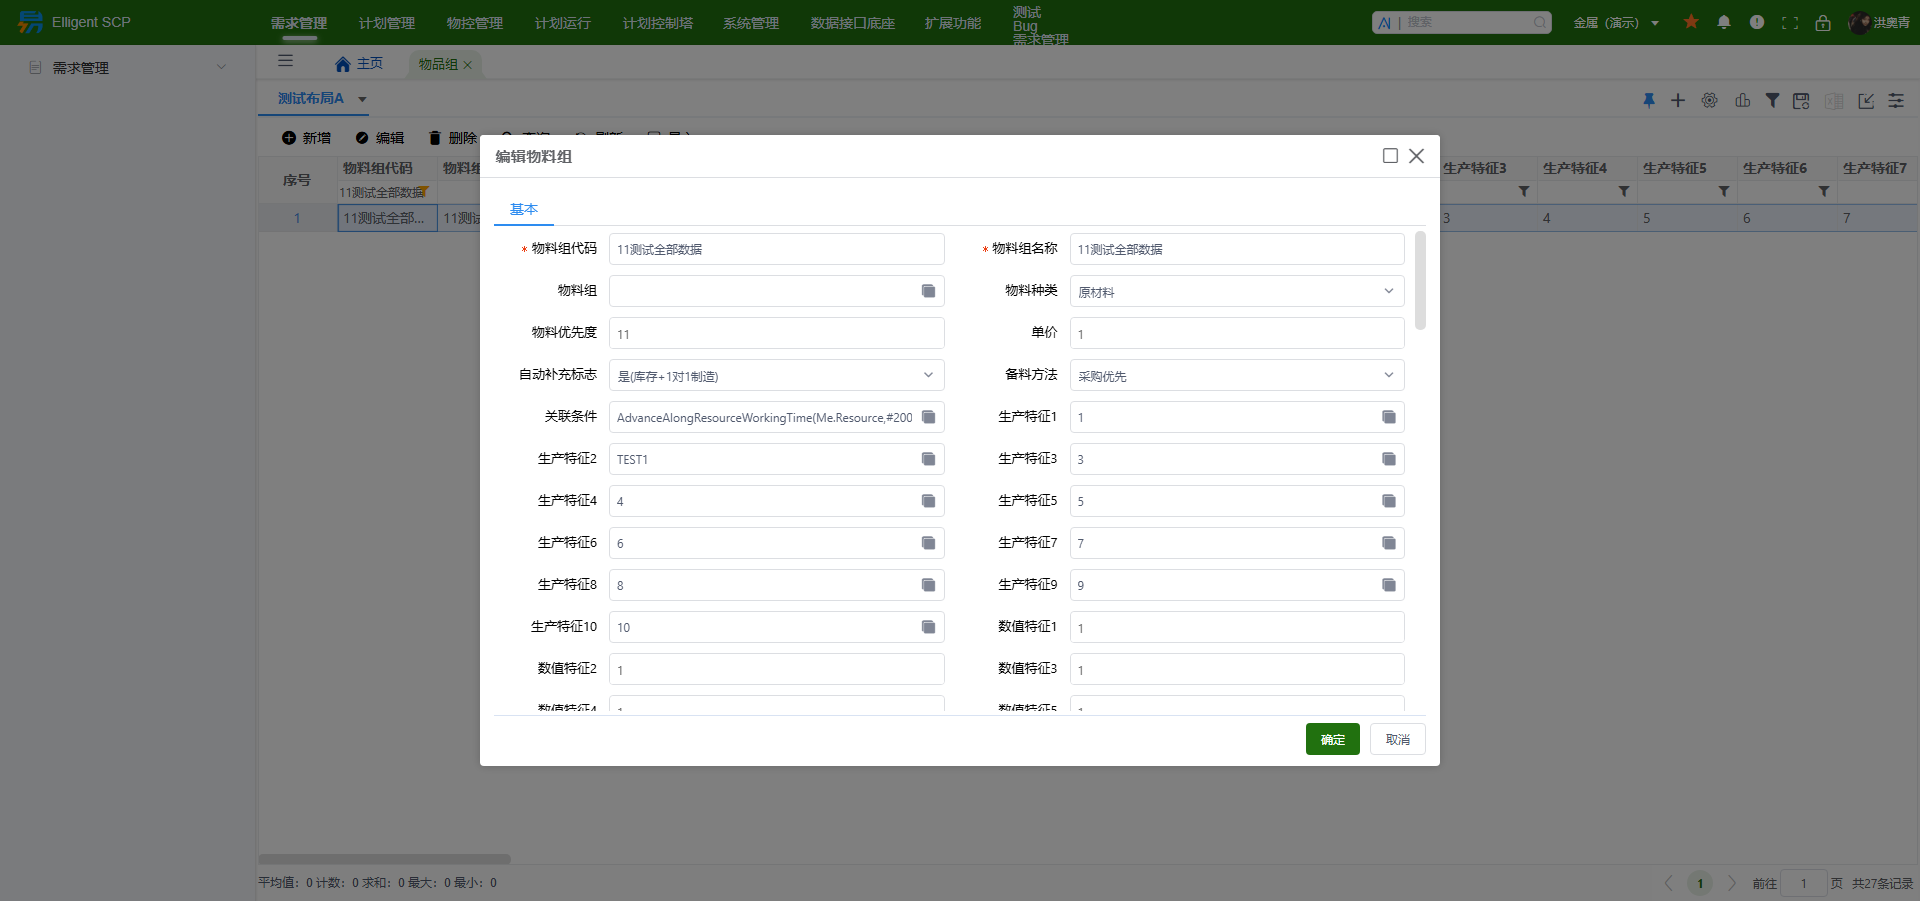 Elligent SCP
需求管理 计划管理 物控管理 计划运行 计划控制塔 系统管理 数据接口底座 扩展功能
测试
Bug
需求管理
搜索
金属（演示）
洪奥青
需求管理
主页
物品组
测试布局A
新增 编辑 删除
序号 物料组代码
生产特征3 生产特征4 生产特征5 生产特征6 生产特征7
11测试全部数据
1 11测试全部... 11测试
3 4 5 6 7
编辑物料组
基本
* 物料组代码 11测试全部数据
* 物料组名称 11测试全部数据
物料组
物料种类 原材料
物料优先度 11
单价 1
自动补充标志 是(库存+1对1制造)
备料方法 采购优先
关联条件 AdvanceAlongResourceWorkingTime(Me.Resource,#200
生产特征1 1
生产特征2 TEST1
生产特征3 3
生产特征4 4
生产特征5 5
生产特征6 6
生产特征7 7
生产特征8 8
生产特征9 9
生产特征10 10
数值特征1 1
数值特征2 1
数值特征3 1
数值特征4
数值特征5
确定 取消
平均值：0 计数：0 求和：0 最大：0 最小：0
1 前往 1 页 共27条记录